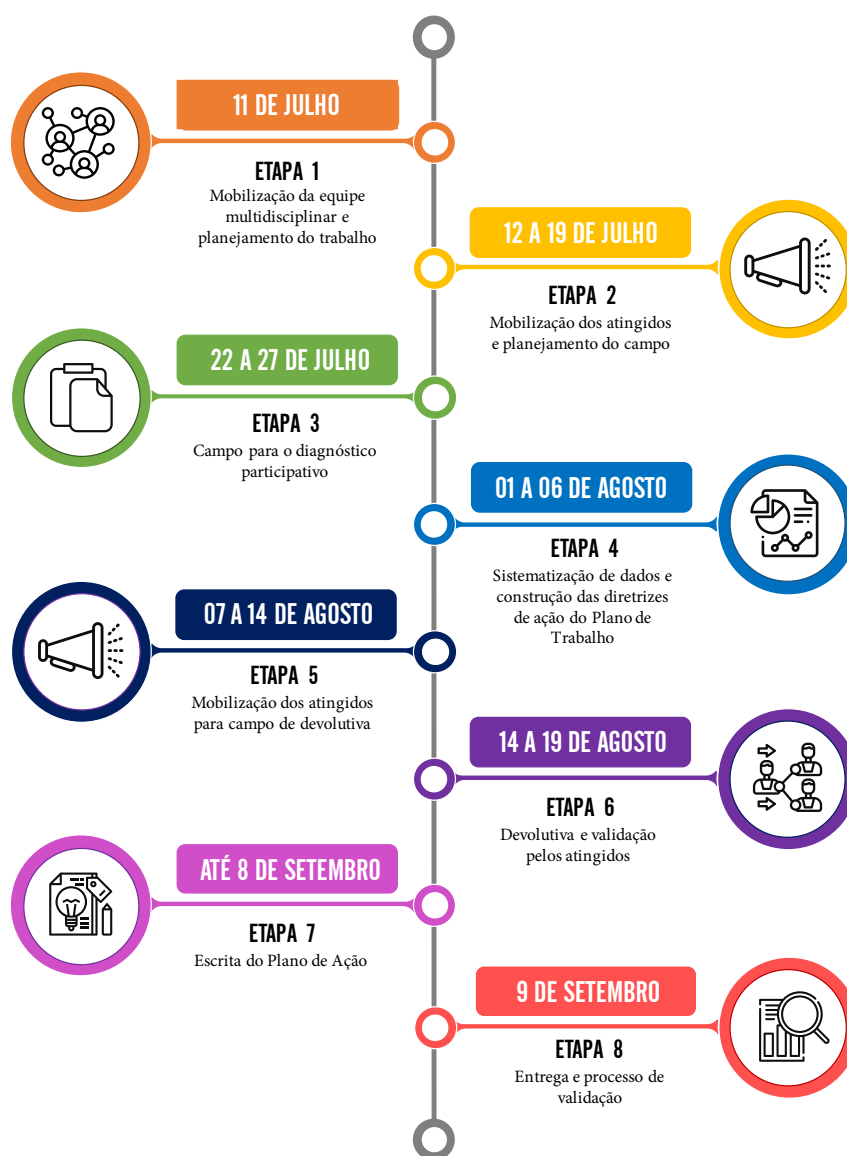 11 DE JULHO
ETAPA 1
Mobilização da equipe
multidisciplinar e
planejamento do trabalho
12 A 19 DE JULHO
ETAPA 2
Mobilização dos atingidos
e planejamento do campo
22 A 27 DE JULHO
ETAPA 3
Campo para o diagnóstico
participativo
01 A 06 DE AGOSTO
ETAPA 4
Sistematização de dados e
construção das diretrizes
de ação do Plano de
Trabalho
07 A 14 DE AGOSTO
ETAPA 5
Mobilização dos atingidos
para campo de devolutiva
14 A 19 DE AGOSTO
ETAPA 6
Devolutiva e validação
pelos atingidos
ATÉ 8 DE SETEMBRO
ETAPA 7
Escrita do Plano de Ação
9 DE SETEMBRO
ETAPA 8
Entrega e processo de
validação